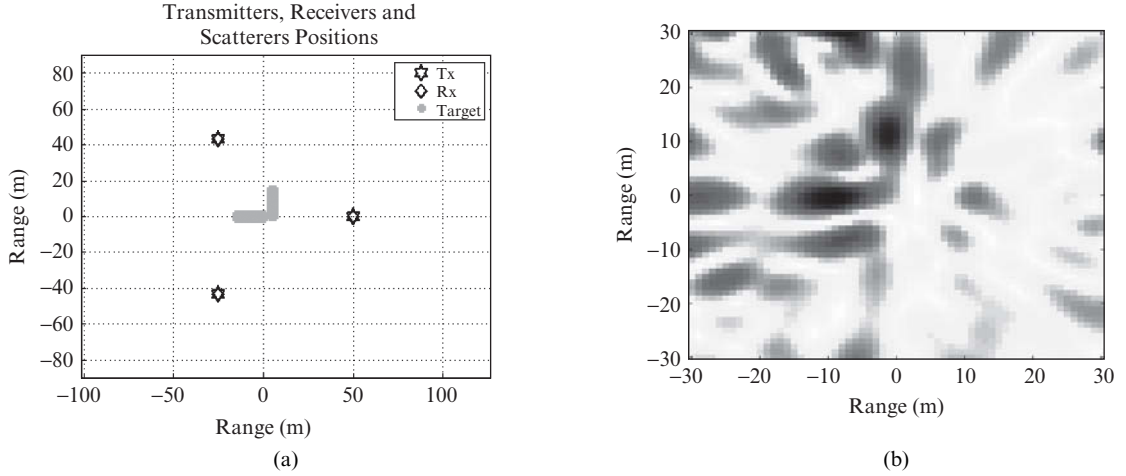 Transmitters, Receivers and
Scatterers Positions
80
60
40
20
0
−20
−40
−60
−80
−100
−50
0
50
100
Range (m)
Range (m)
Tx
Rx
Target
(a)
30
20
10
0
−10
−20
−30
−30
−20
−10
0
10
20
30
Range (m)
Range (m)
(b)